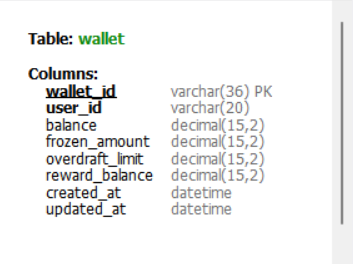 Table: wallet
Columns:
wallet_id varchar(36) PK
user_id varchar(20)
balance decimal(15,2)
frozen_amount decimal(15,2)
overdraft_limit decimal(15,2)
reward_balance decimal(15,2)
created_at datetime
updated_at datetime